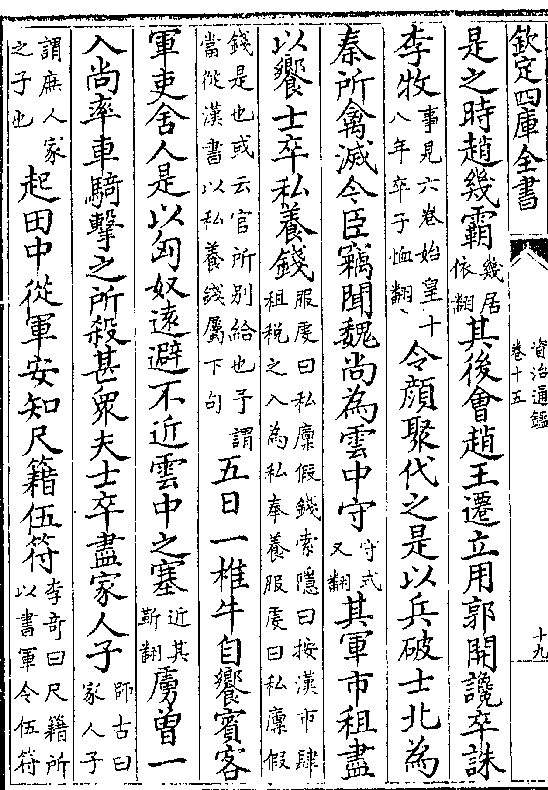 欽定四庫全書
資治通鑑
卷十五
十九
是之時趙幾霸幾居依翻其後會趙王遷立用郭開讒卒誅
李牧事見六卷始皇十八年卒子恤翻令顔聚代之是以兵破士北為
秦所禽滅今臣竊聞魏尚為雲中守守式又翻其軍市租盡
以饗士卒私養錢服䖍曰私廪假錢索隱曰按漢市肆租税之入為私奉養服䖍曰私廪假
錢是也或云官所别給也予謂當從漢書以私養錢屬下句五日一椎牛自饗賓客
軍吏舍人是以匈奴遠避不近雲中之塞近其靳翻虜曾一
入尚率車騎擊之所殺甚衆夫士卒盡家人子師古曰家人子
謂庶人家之子也起田中從軍安知尺籍伍符李奇曰尺籍所以書軍令伍符